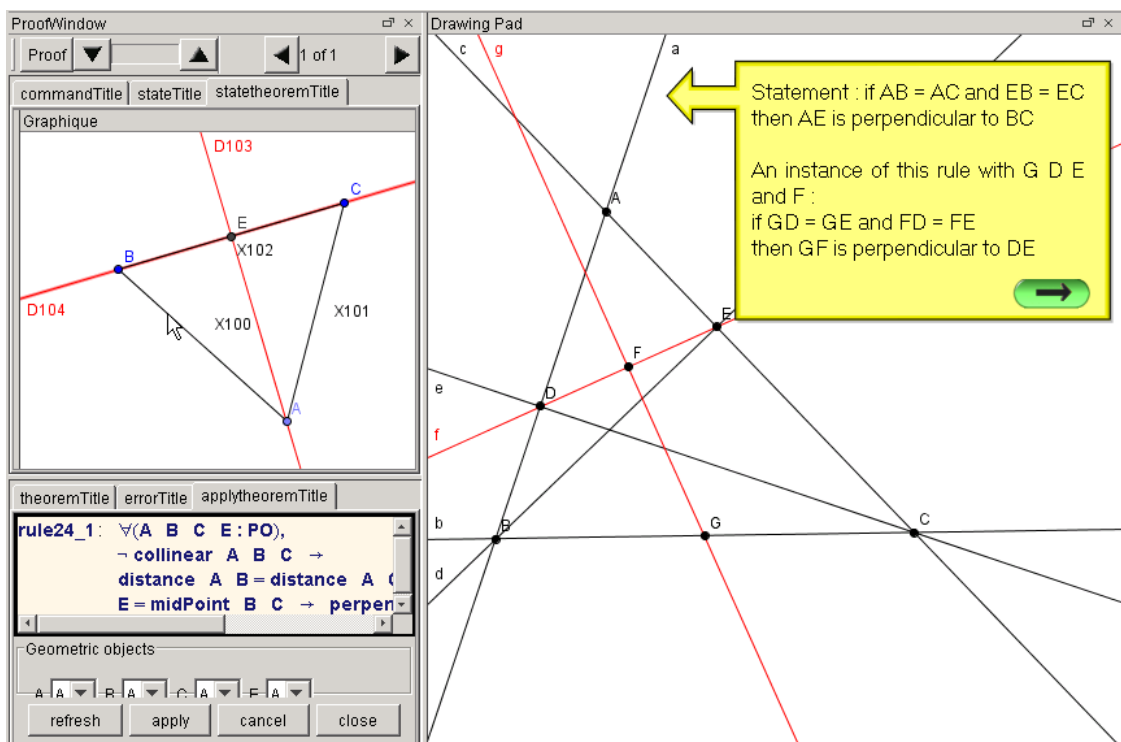 ProofWindow
Proof
1 of 1
commandTitle stateTitle statetheoremTitle
Graphique
D103
C
E
X102
B
D104
X100
X101
A
theoremTitle errorTitle applytheoremTitle
rule24_1: ∀(A B C E : PO),
¬ collinear A B C →
distance A B = distance A C
E = midPoint B C → perpen
Geometric objects
A A B A C A E A
refresh apply cancel close
Drawing Pad
c g a
A
E
F
e
D
f
b B G C
d
Statement : if AB = AC and EB = EC
then AE is perpendicular to BC
An instance of this rule with G D E
and F :
if GD = GE and FD = FE
then GF is perpendicular to DE